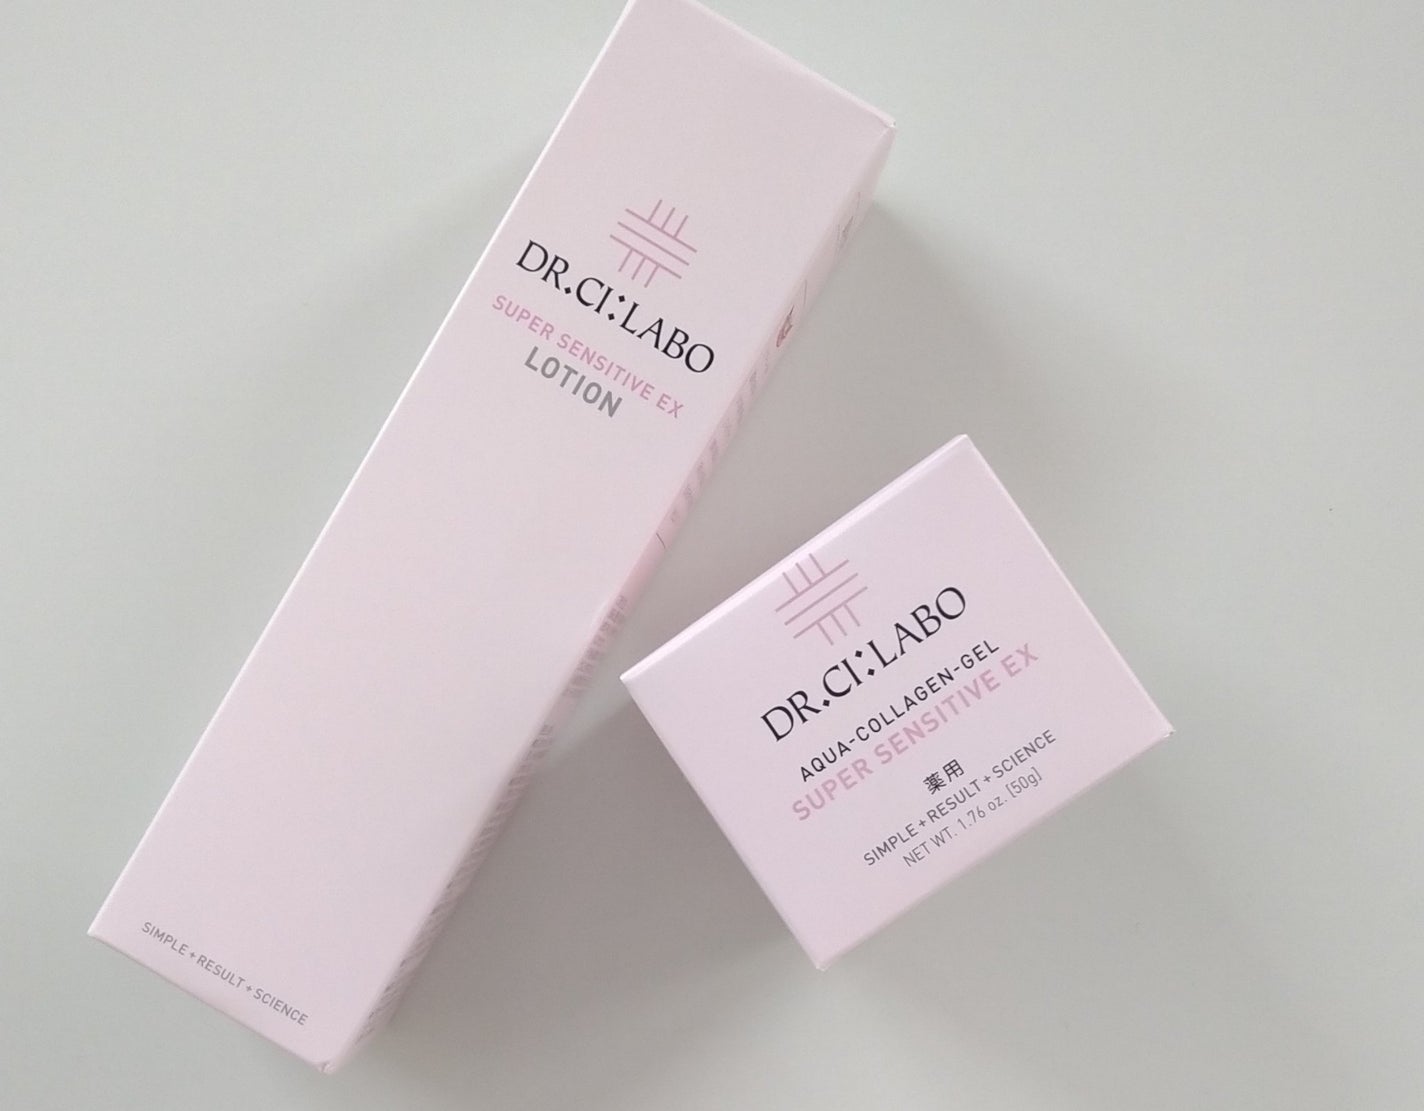 DR.CI:LABO
SUPER SENSITIVE EX
LOTION
SIMPLE+RESULT+SCIENCE
DR.CI:LABO
AQUA-COLLAGEN-GEL
SUPER SENSITIVE EX
薬用
SIMPLE+RESULT+SCIENCE
NET WT. 1.76 oz. [50g]